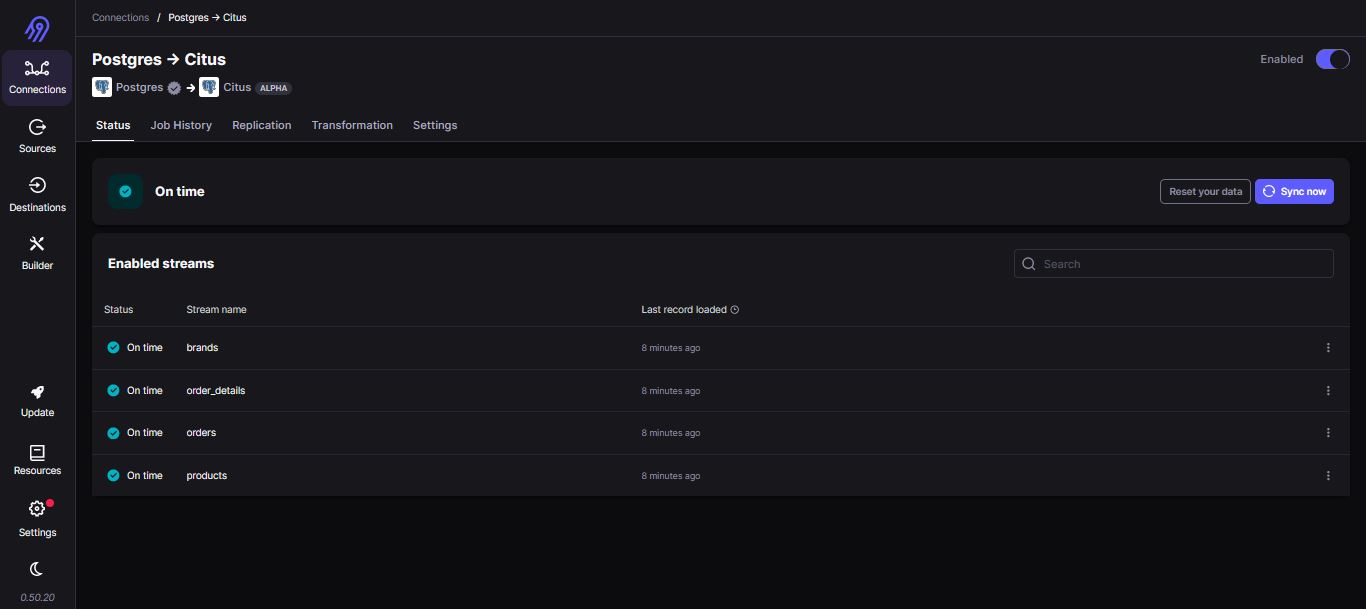 Connections / Postgres → Citus
Postgres → Citus
Enabled
Postgres → Citus ALPHA
Connections
Status Job History Replication Transformation Settings
Sources
On time
Reset your data Sync now
Destinations
Enabled streams
Search
Builder
Status Stream name Last record loaded
On time brands 8 minutes ago
On time order_details 8 minutes ago
Update
On time orders 8 minutes ago
Resources
On time products 8 minutes ago
Settings
0.50.20